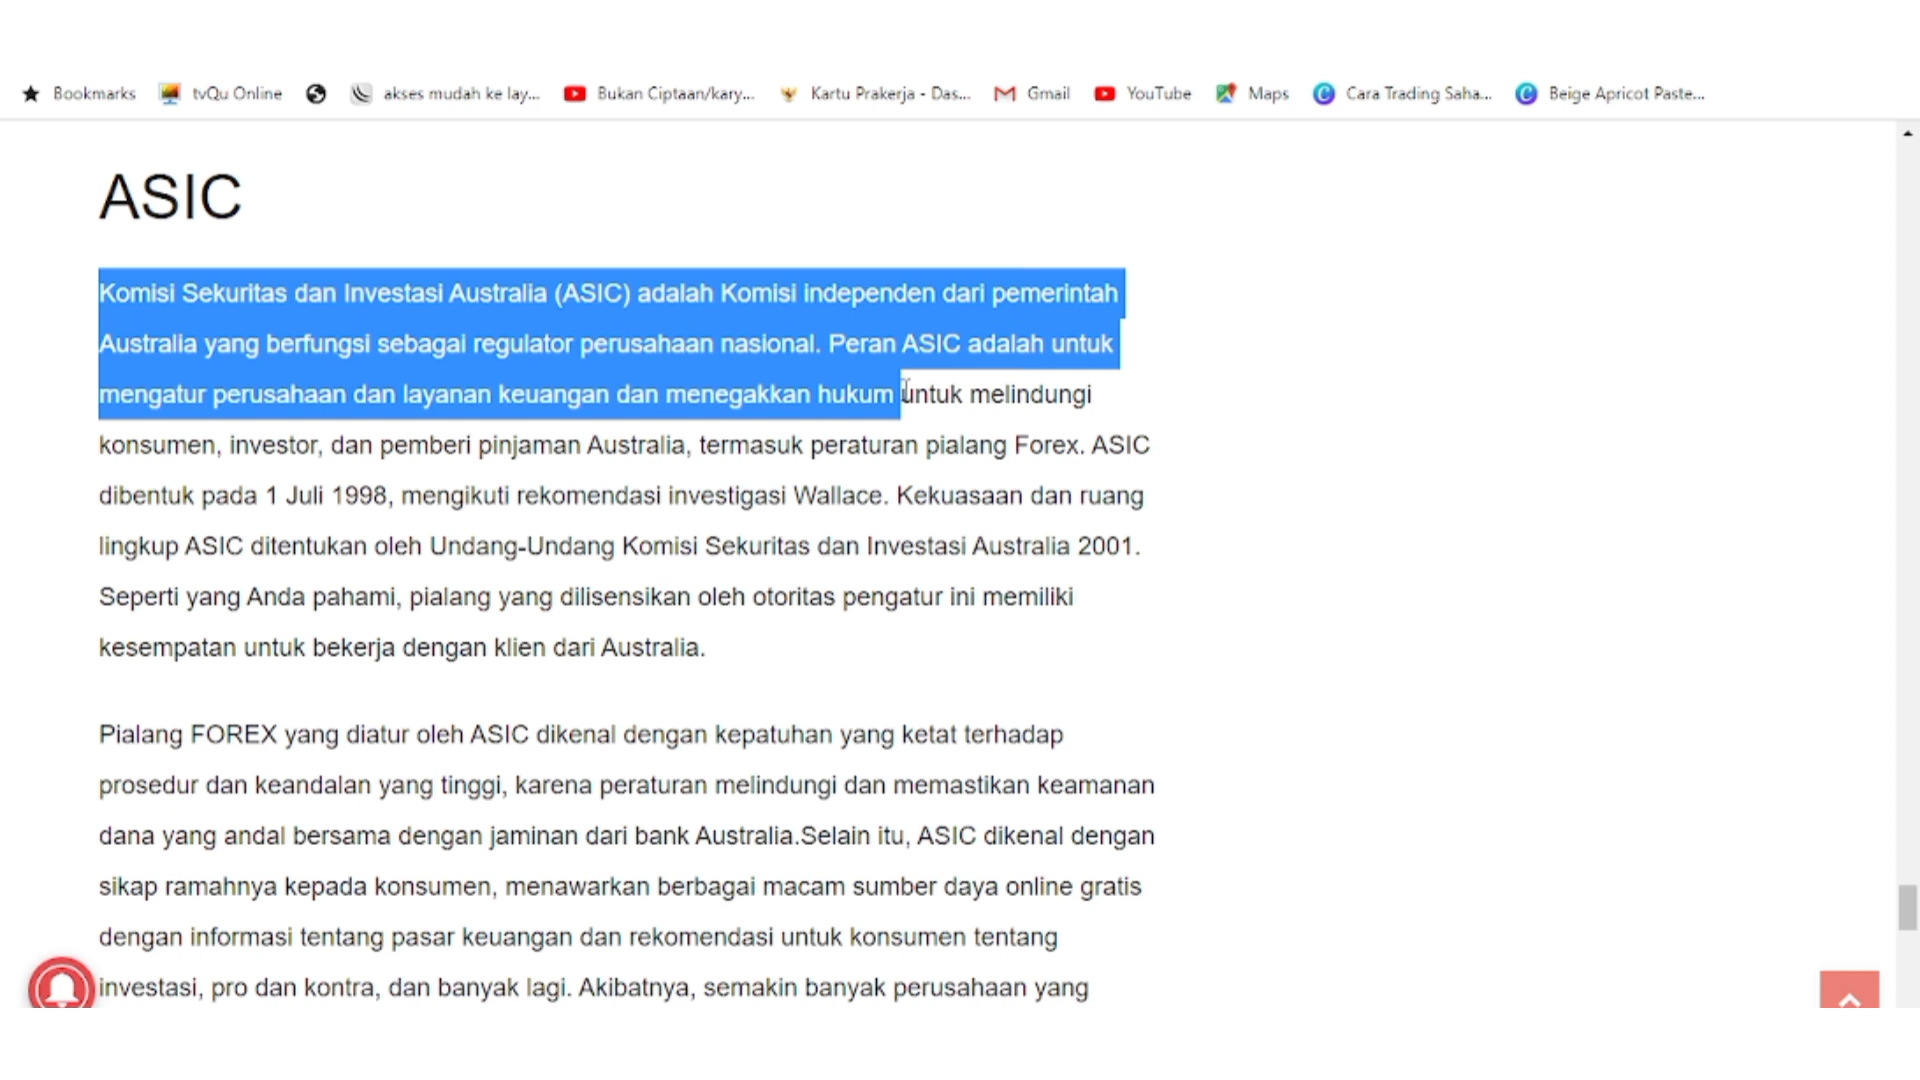 Bookmarks tvQu Online akses mudah ke lay... Bukan Ciptaan/kary... Kartu Prakerja - Das... Gmail YouTube Maps Cara Trading Saha... Beige Apricot Paste...
ASIC
Komisi Sekuritas dan Investasi Australia (ASIC) adalah Komisi independen dari pemerintah
Australia yang berfungsi sebagai regulator perusahaan nasional. Peran ASIC adalah untuk
mengatur perusahaan dan layanan keuangan dan menegakkan hukum untuk melindungi
konsumen, investor, dan pemberi pinjaman Australia, termasuk peraturan pialang Forex. ASIC
dibentuk pada 1 Juli 1998, mengikuti rekomendasi investigasi Wallace. Kekuasaan dan ruang
lingkup ASIC ditentukan oleh Undang-Undang Komisi Sekuritas dan Investasi Australia 2001.
Seperti yang Anda pahami, pialang yang dilisensikan oleh otoritas pengatur ini memiliki
kesempatan untuk bekerja dengan klien dari Australia.
Pialang FOREX yang diatur oleh ASIC dikenal dengan kepatuhan yang ketat terhadap
prosedur dan keandalan yang tinggi, karena peraturan melindungi dan memastikan keamanan
dana yang andal bersama dengan jaminan dari bank Australia.Selain itu, ASIC dikenal dengan
sikap ramahnya kepada konsumen, menawarkan berbagai macam sumber daya online gratis
dengan informasi tentang pasar keuangan dan rekomendasi untuk konsumen tentang
investasi, pro dan kontra, dan banyak lagi. Akibatnya, semakin banyak perusahaan yang